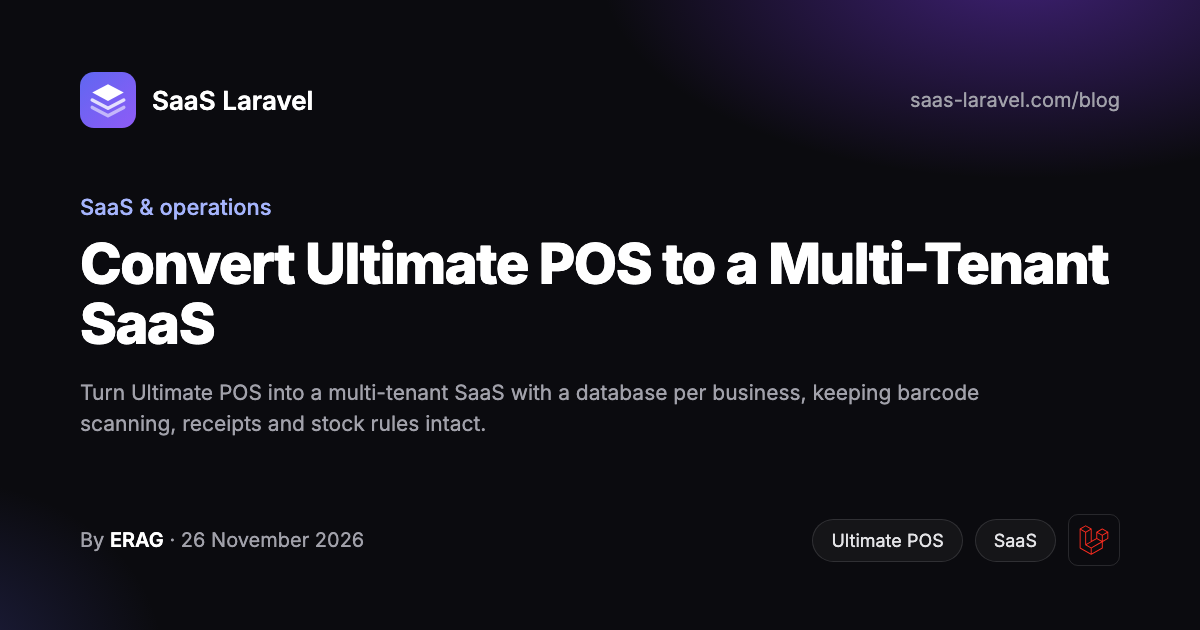 SaaS Laravel
saas-laravel.com/blog
SaaS & operations
Convert Ultimate POS to a Multi-Tenant
SaaS
Turn Ultimate POS into a multi-tenant SaaS with a database per business, keeping barcode
scanning, receipts and stock rules intact.
By ERAG · 26 November 2026
Ultimate POS
SaaS